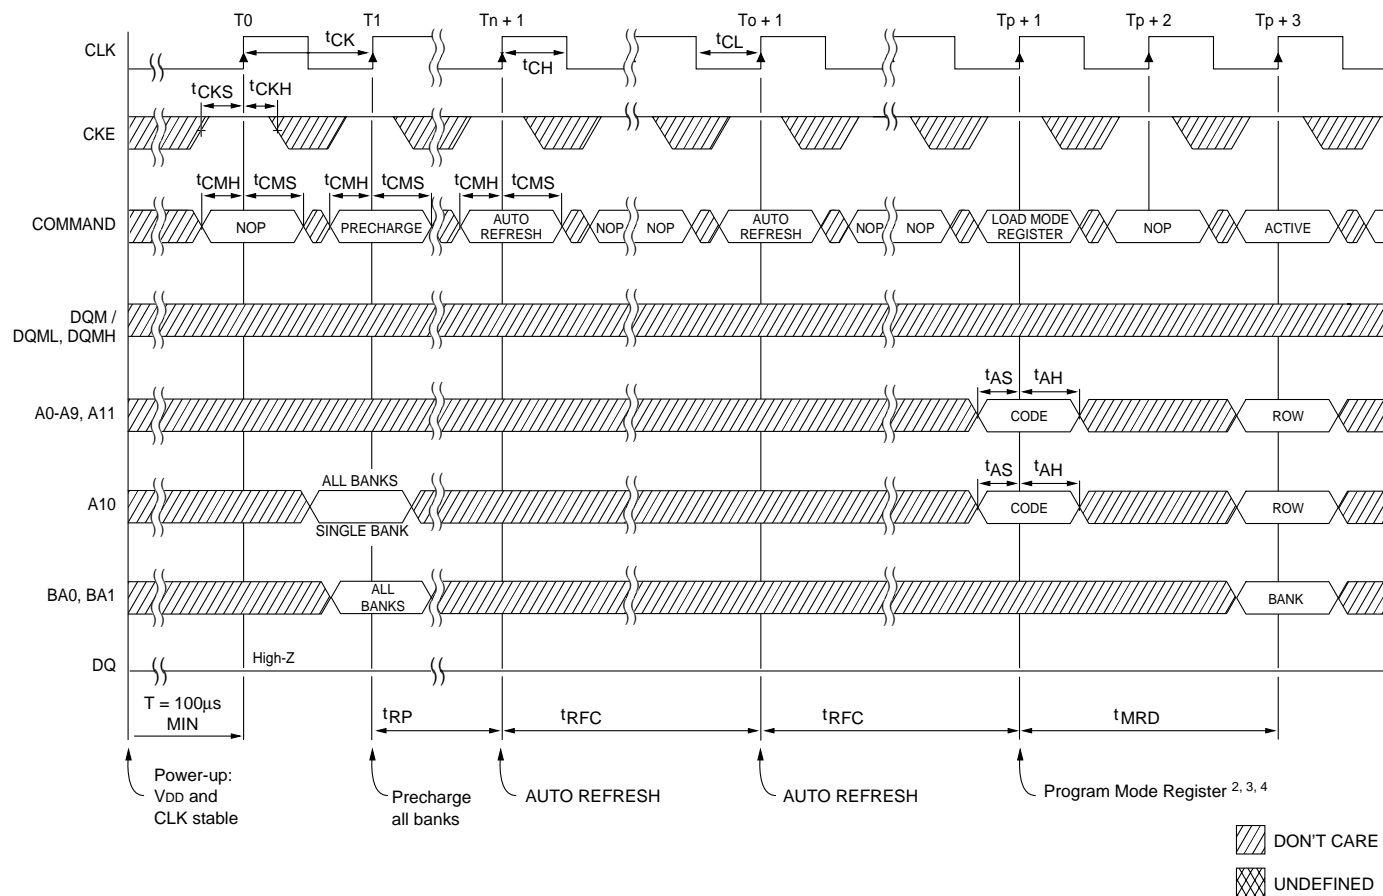 T0 T1 Tn + 1 To + 1 Tp + 1 Tp + 2 Tp + 3
CLK tCK tCH tCL
tCKS tCKH
CKE
tCMH tCMS tCMH tCMS tCMH tCMS
COMMAND NOP PRECHARGE AUTO REFRESH NOP NOP AUTO REFRESH NOP NOP LOAD MODE REGISTER NOP ACTIVE
DQM /
DQML, DQMH
tAS tAH
A0-A9, A11 CODE ROW
ALL BANKS tAS tAH
A10 CODE ROW
SINGLE BANK
BA0, BA1 ALL BANKS BANK
DQ High-Z
T = 100µs
MIN
tRP tRFC tRFC tMRD
Power-up:
VDD and
CLK stable
Precharge
all banks
AUTO REFRESH
AUTO REFRESH
Program Mode Register 2, 3, 4
DON'T CARE
UNDEFINED